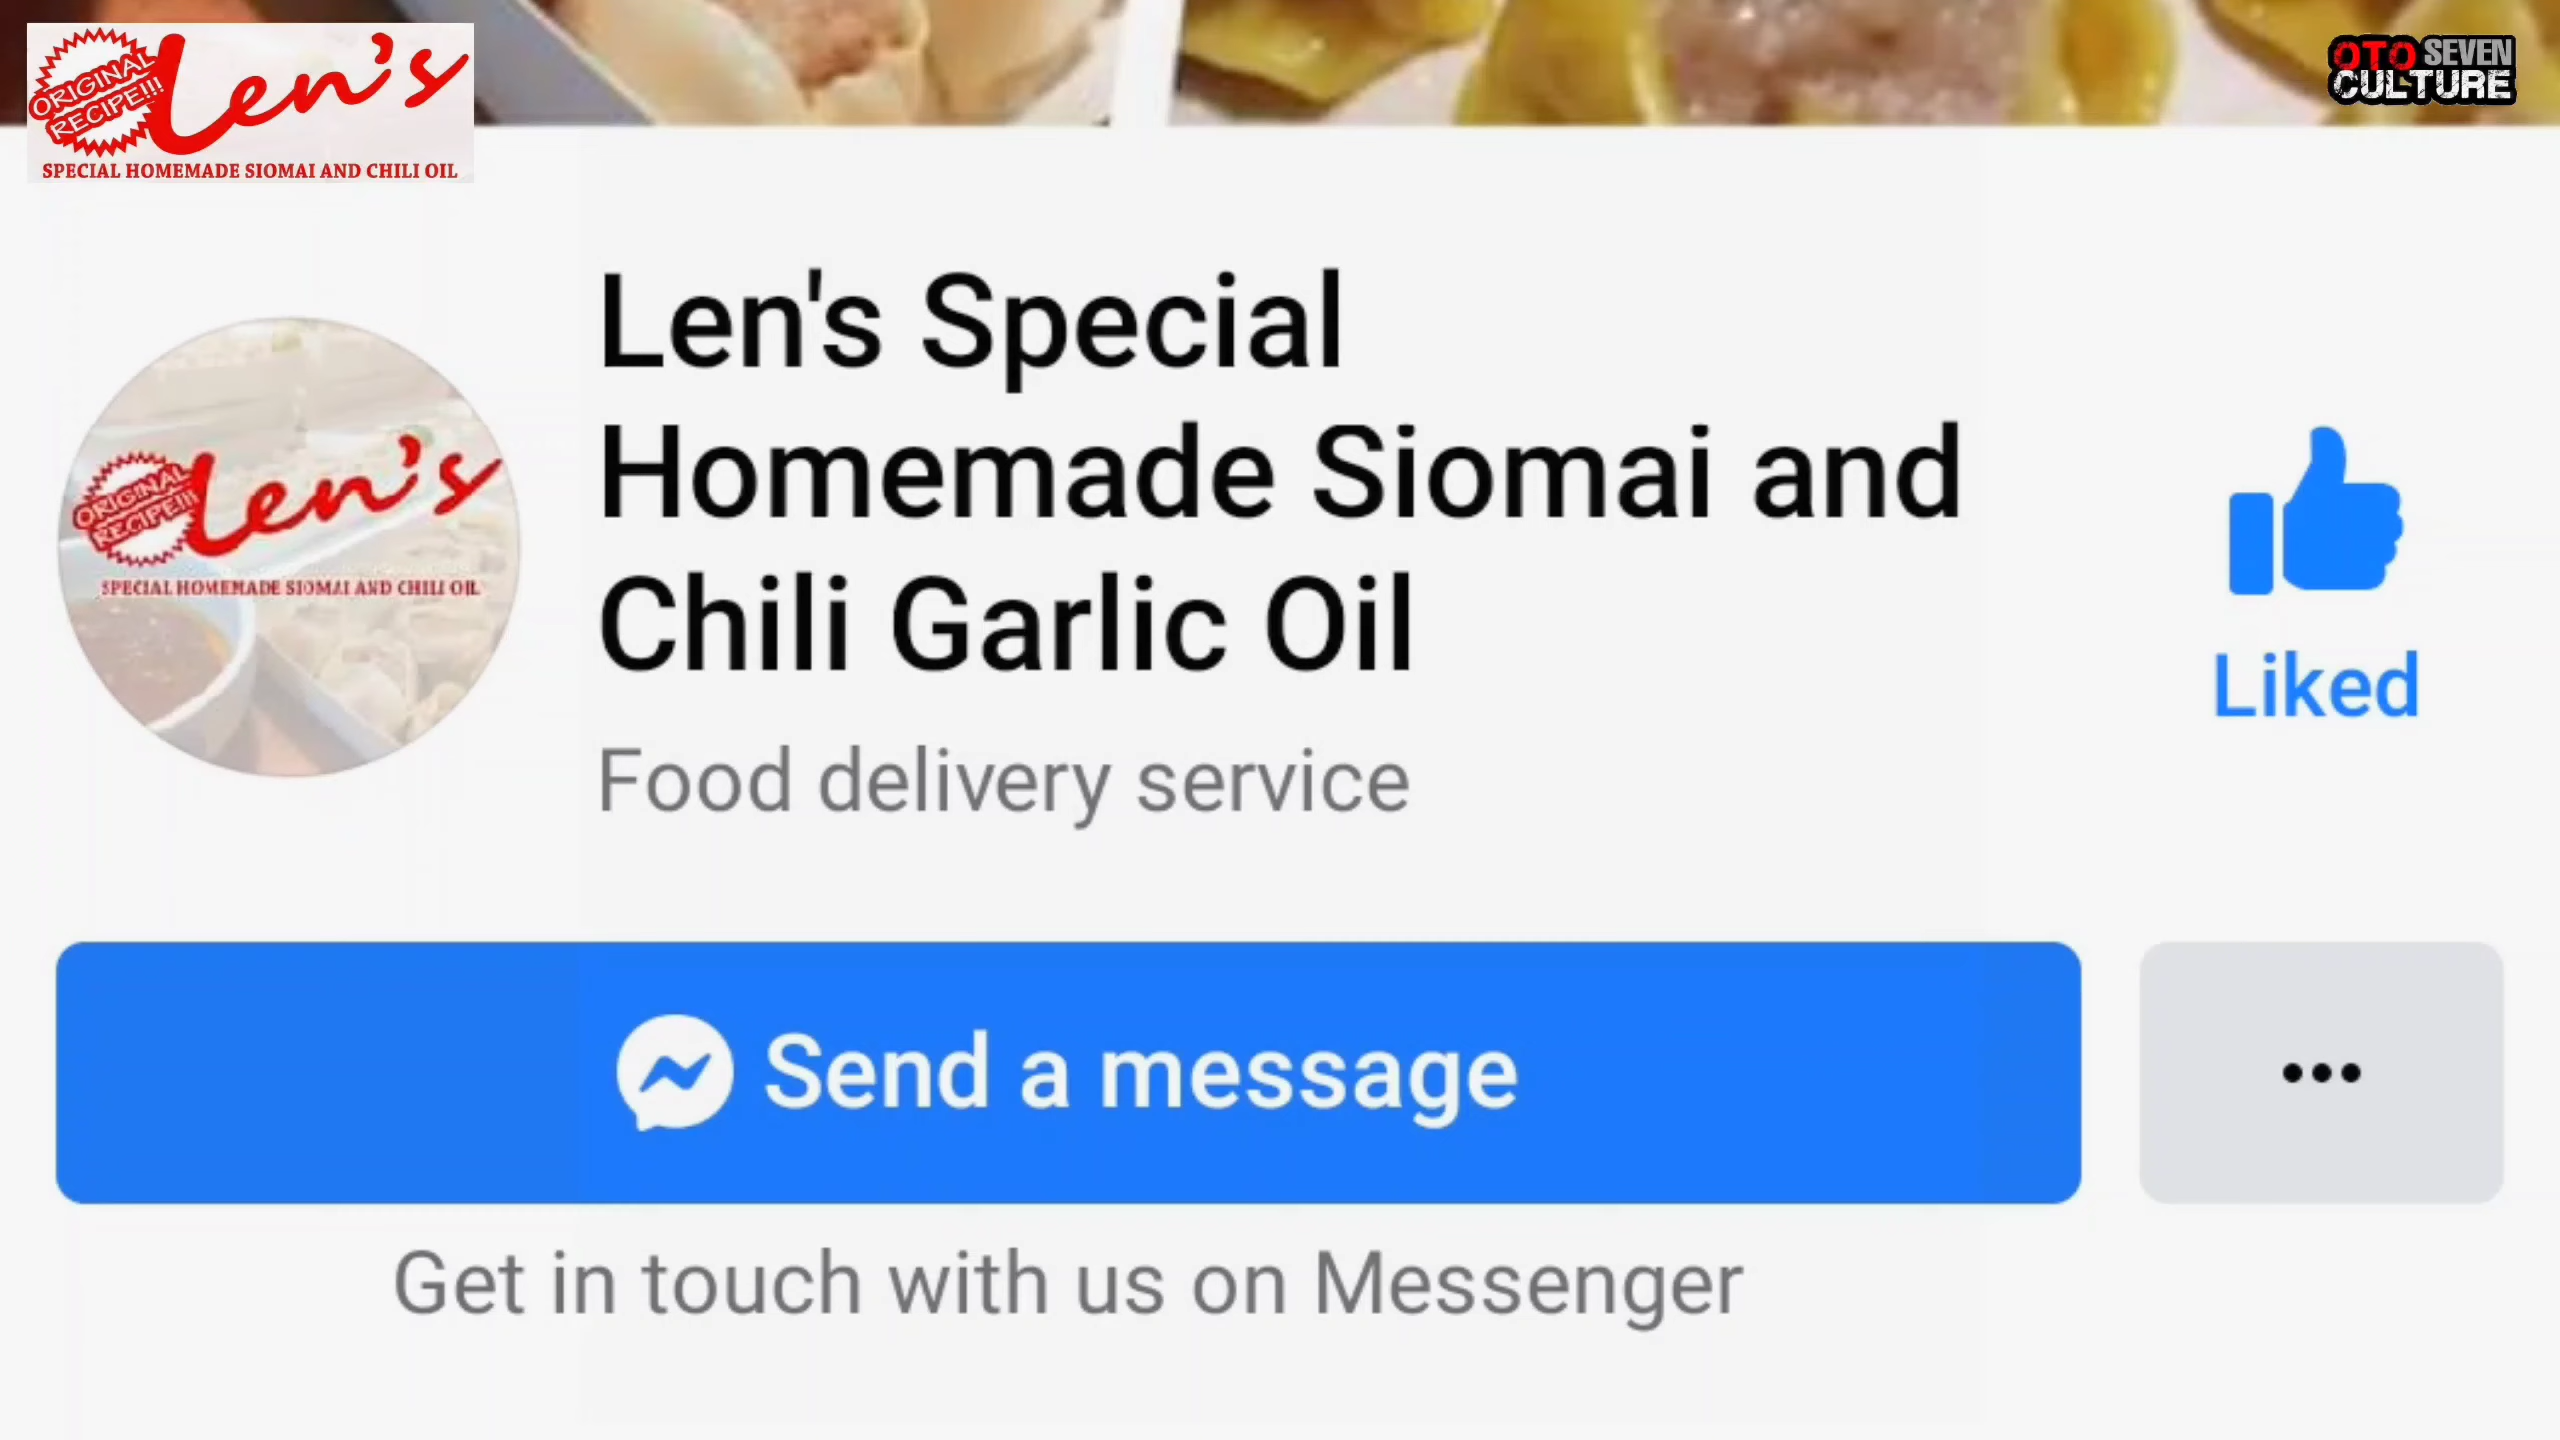 ORIGINAL
RECIPE!!!
Len's
SPECIAL HOMEMADE SIOMAI AND CHILI OIL
OTO SEVEN
CULTURE
Len's Special
Homemade Siomai and
Chili Garlic Oil
Food delivery service
ORIGINAL
RECIPE!!!
Len's
SPECIAL HOMEMADE SIOMAI AND CHILI OIL
Liked
Send a message
Get in touch with us on Messenger